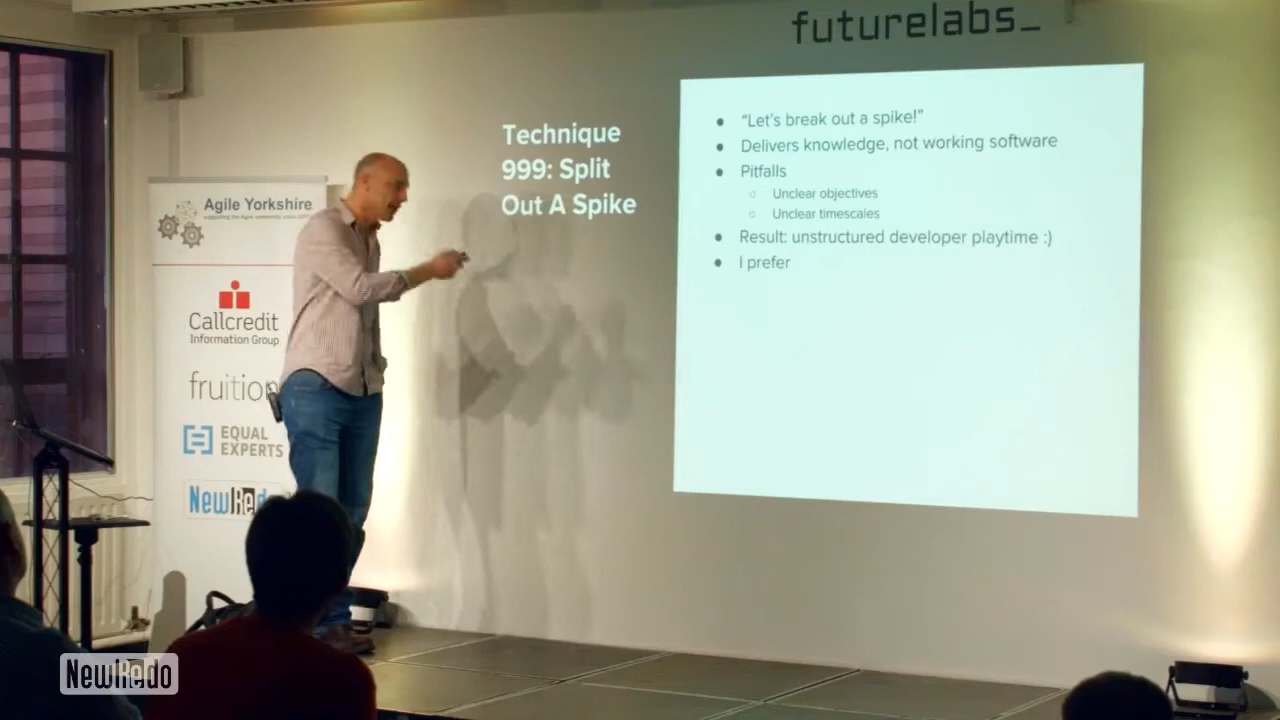 futurelabs_
Technique
999: Split
Out A Spike
“Let's break out a spike!”
Delivers knowledge, not working software
Pitfalls
Unclear objectives
Unclear timescales
Result: unstructured developer playtime :)
I prefer
Agile Yorkshire
Callcredit
Information Group
fruition
EQUAL
EXPERTS
NewRedo
NewRedo